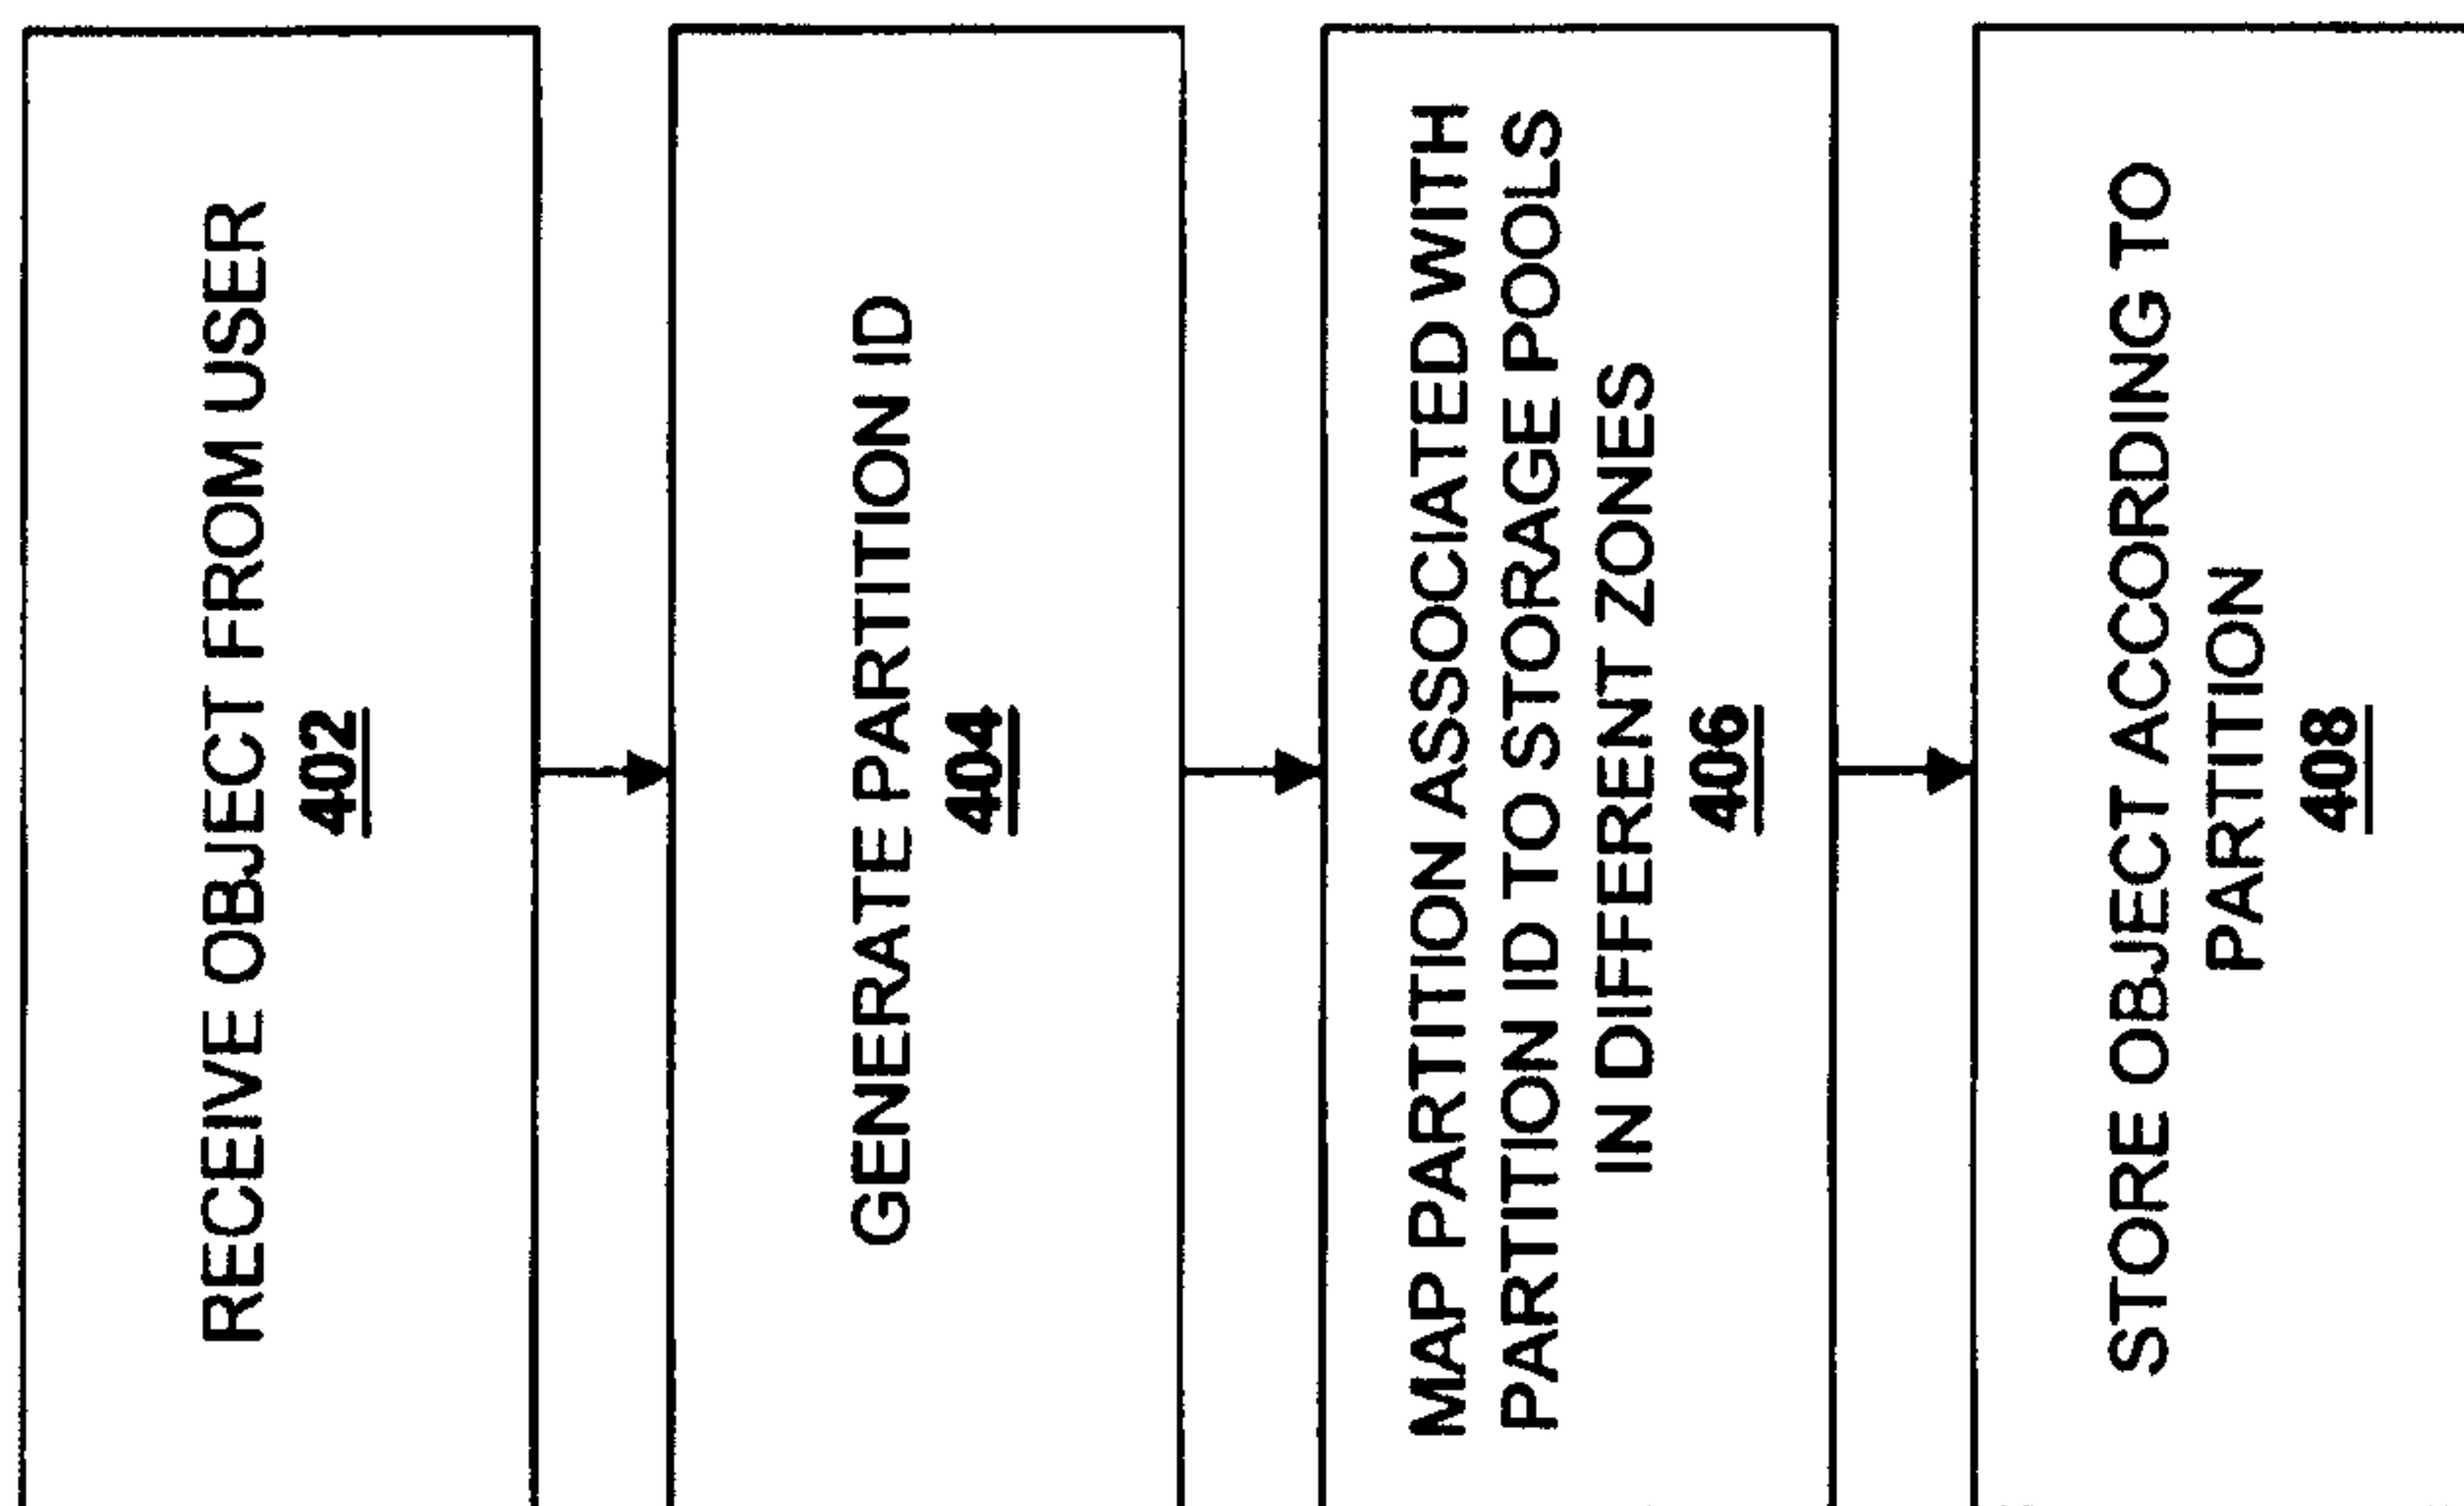 RECEIVE OBJECT FROM USER
402
GENERATE PARTITION ID
404
MAP PARTITION ASSOCIATED WITH
PARTITION ID TO STORAGE POOLS
IN DIFFERENT ZONES
406
STORE OBJECT ACCORDING TO
PARTITION
408